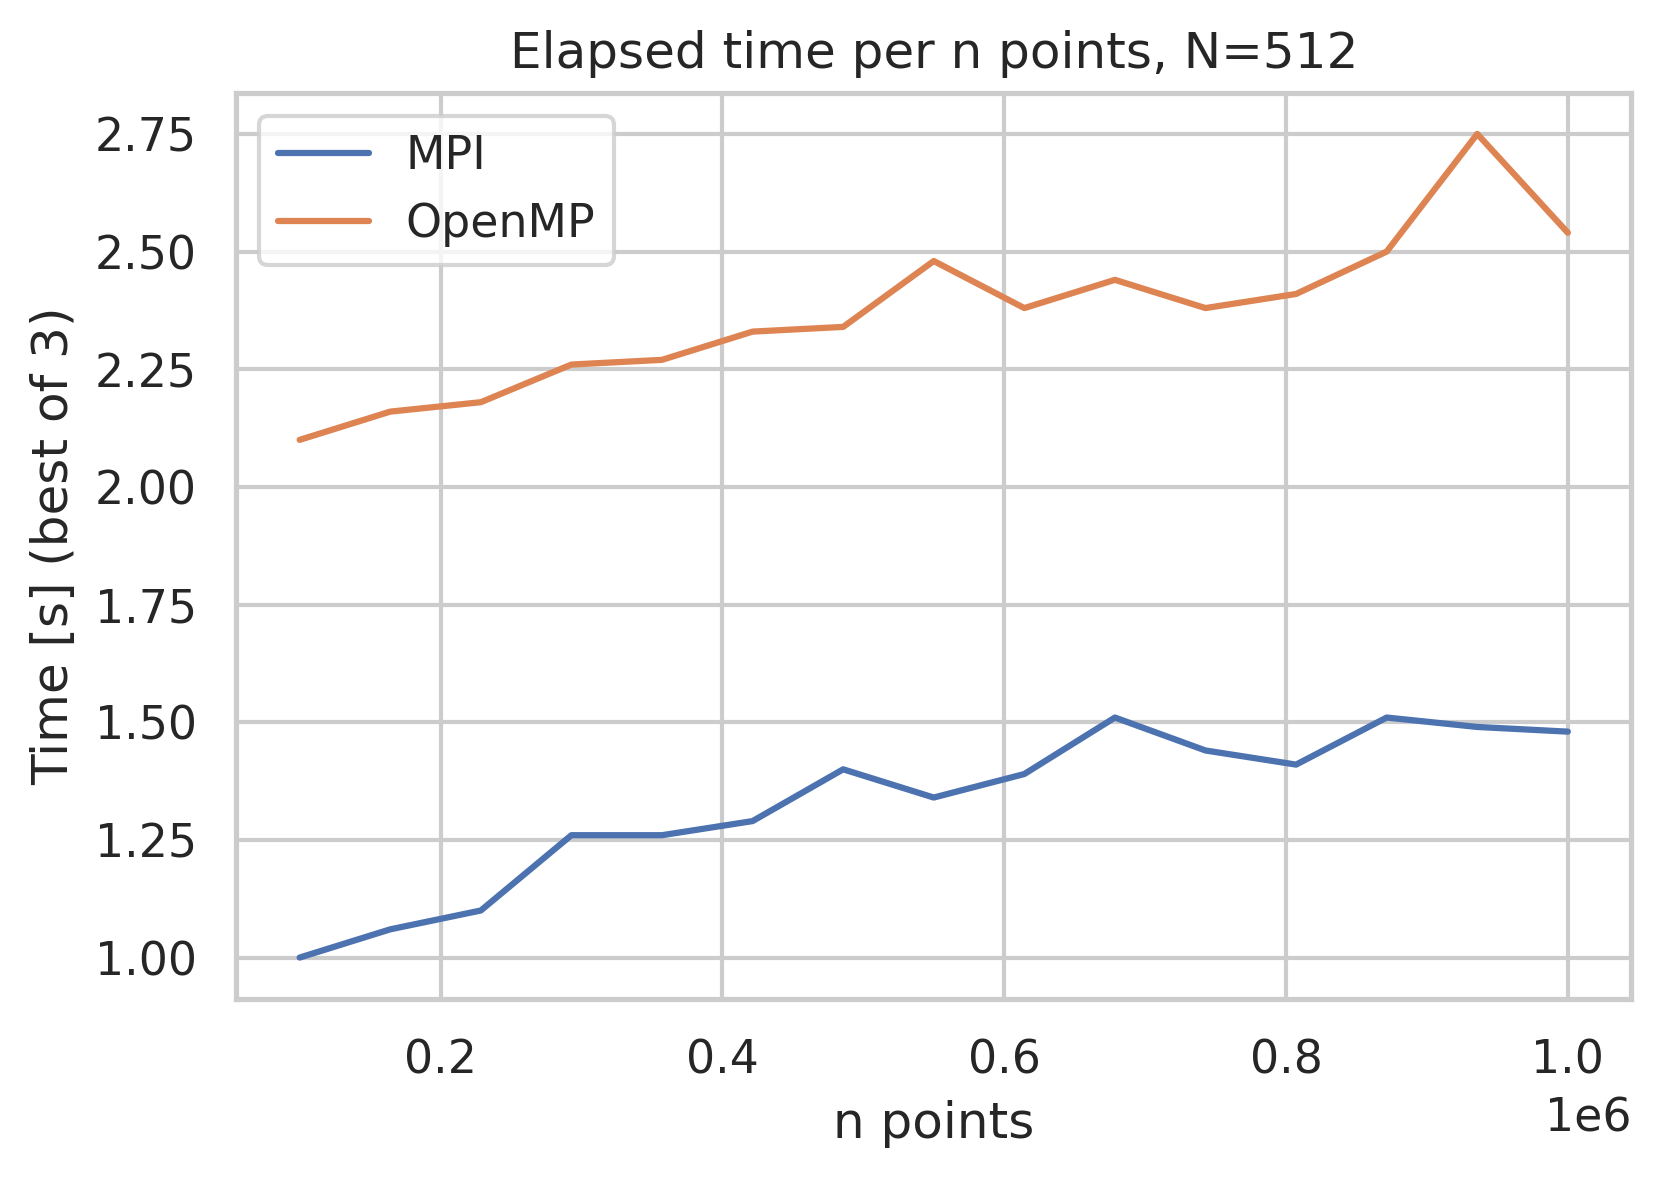 Elapsed time per n points, N=512
MPI
OpenMP
Time [s] (best of 3)
2.75
2.50
2.25
2.00
1.75
1.50
1.25
1.00
0.2 0.4 0.6 0.8 1.0
1e6
n points